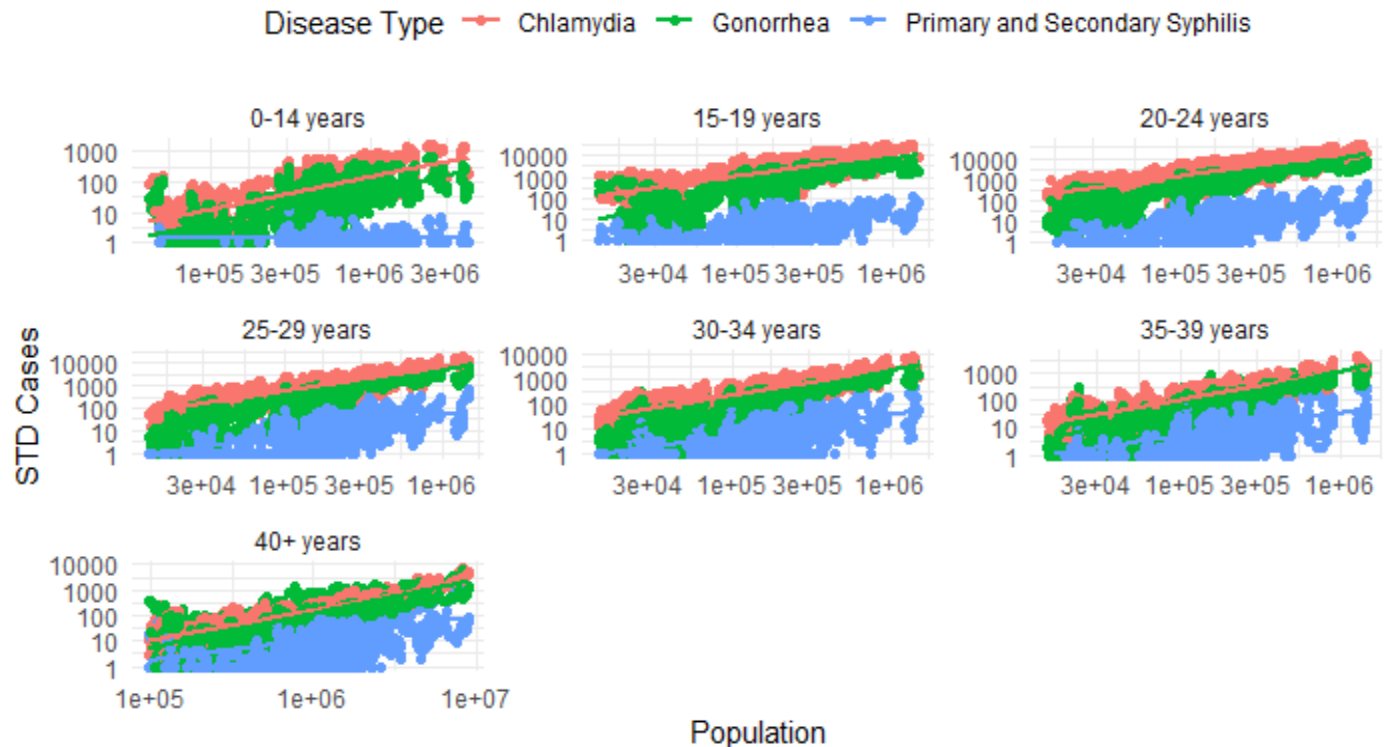 Disease Type Chlamydia Gonorrhea Primary and Secondary Syphilis
0-14 years 15-19 years 20-24 years
1000
100
10
1
1e+05 3e+05 1e+06 3e+06
10000
1000
100
10
1
3e+04 1e+05 3e+05 1e+06
10000
1000
100
10
1
3e+04 1e+05 3e+05 1e+06
25-29 years 30-34 years 35-39 years
10000
1000
100
10
1
3e+04 1e+05 3e+05 1e+06
10000
1000
100
10
1
3e+04 1e+05 3e+05 1e+06
1000
100
10
1
3e+04 1e+05 3e+05 1e+06
40+ years
10000
1000
100
10
1
1e+05 1e+06 1e+07
STD Cases
Population